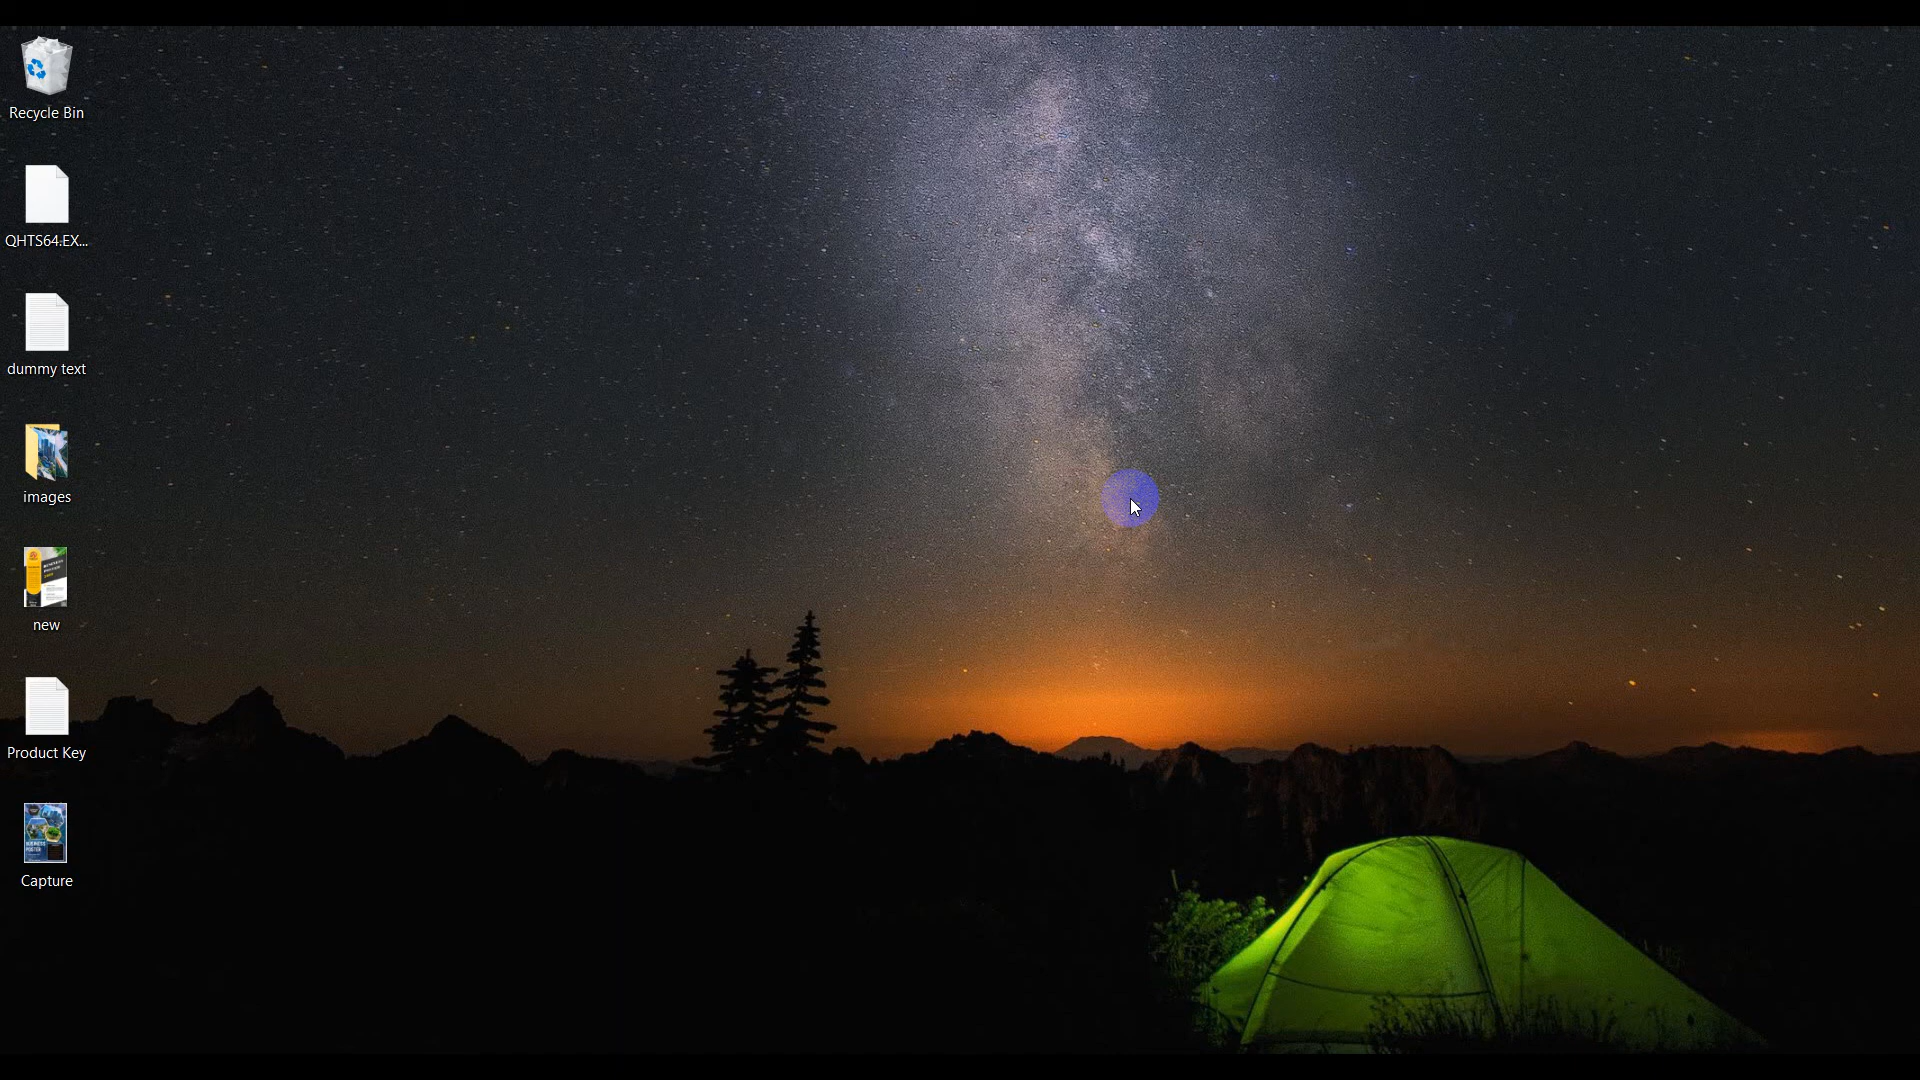 Recycle Bin
QHTS64.EX...
dummy text
images
new
Product Key
Capture